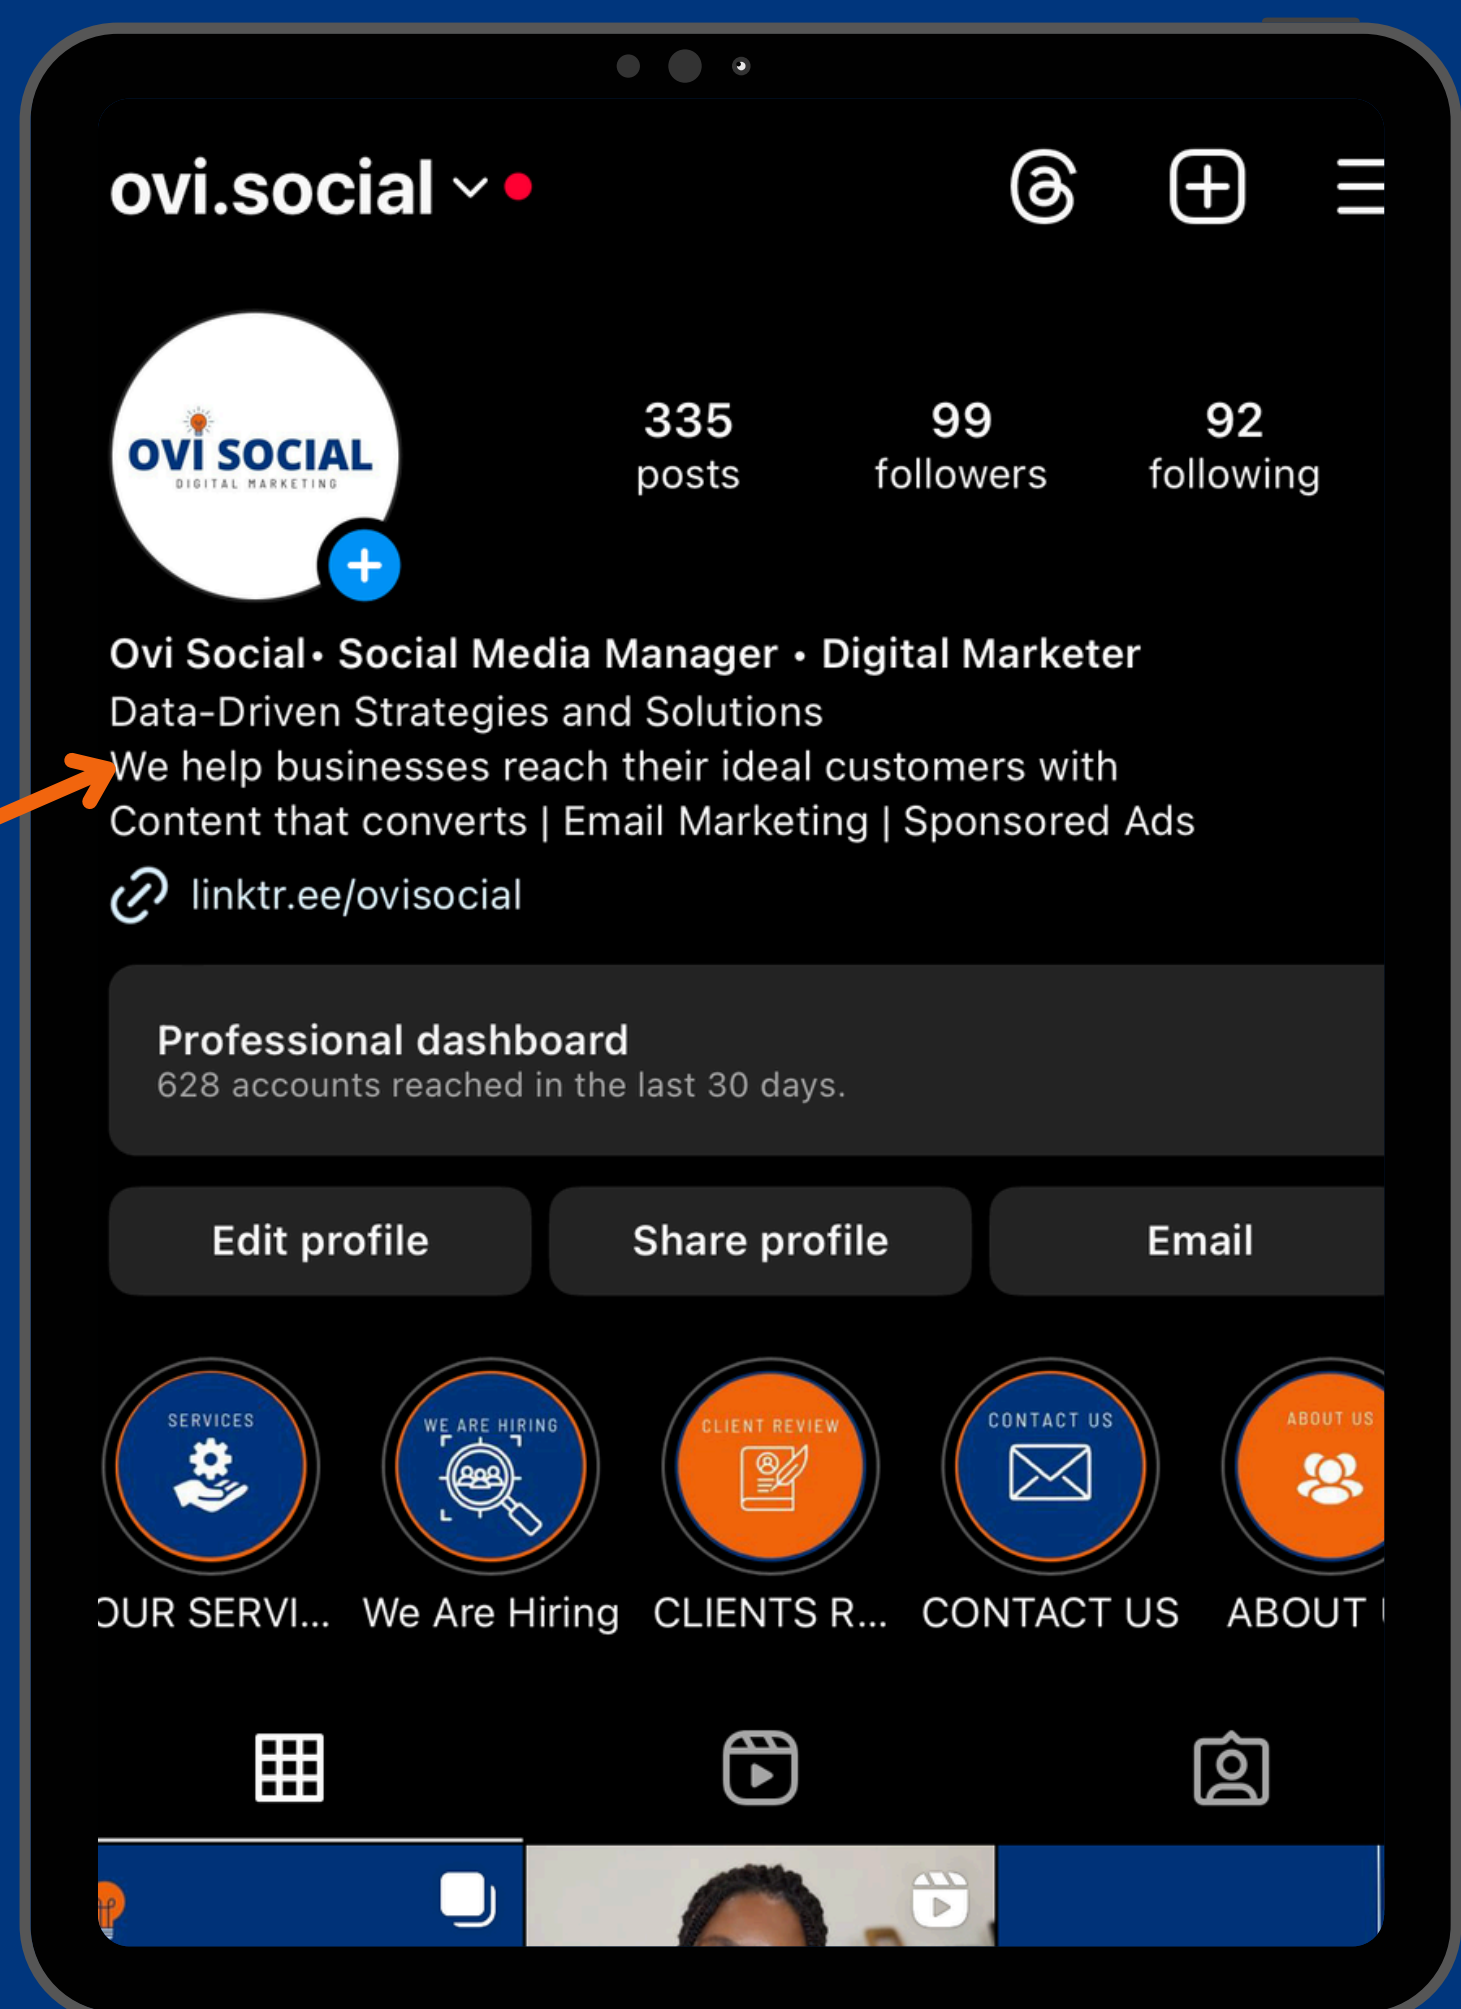 ovi.social
OVI SOCIAL
DIGITAL MARKETING
335
posts
99
followers
92
following
Ovi Social• Social Media Manager • Digital Marketer
Data-Driven Strategies and Solutions
We help businesses reach their ideal customers with
Content that converts | Email Marketing | Sponsored Ads
linktr.ee/ovisocial
Professional dashboard
628 accounts reached in the last 30 days.
Edit profile
Share profile
Email
SERVICES
WE ARE HIRING
CLIENT REVIEW
CONTACT US
ABOUT US
OUR SERVI...
We Are Hiring
CLIENTS R...
CONTACT US
ABOUT